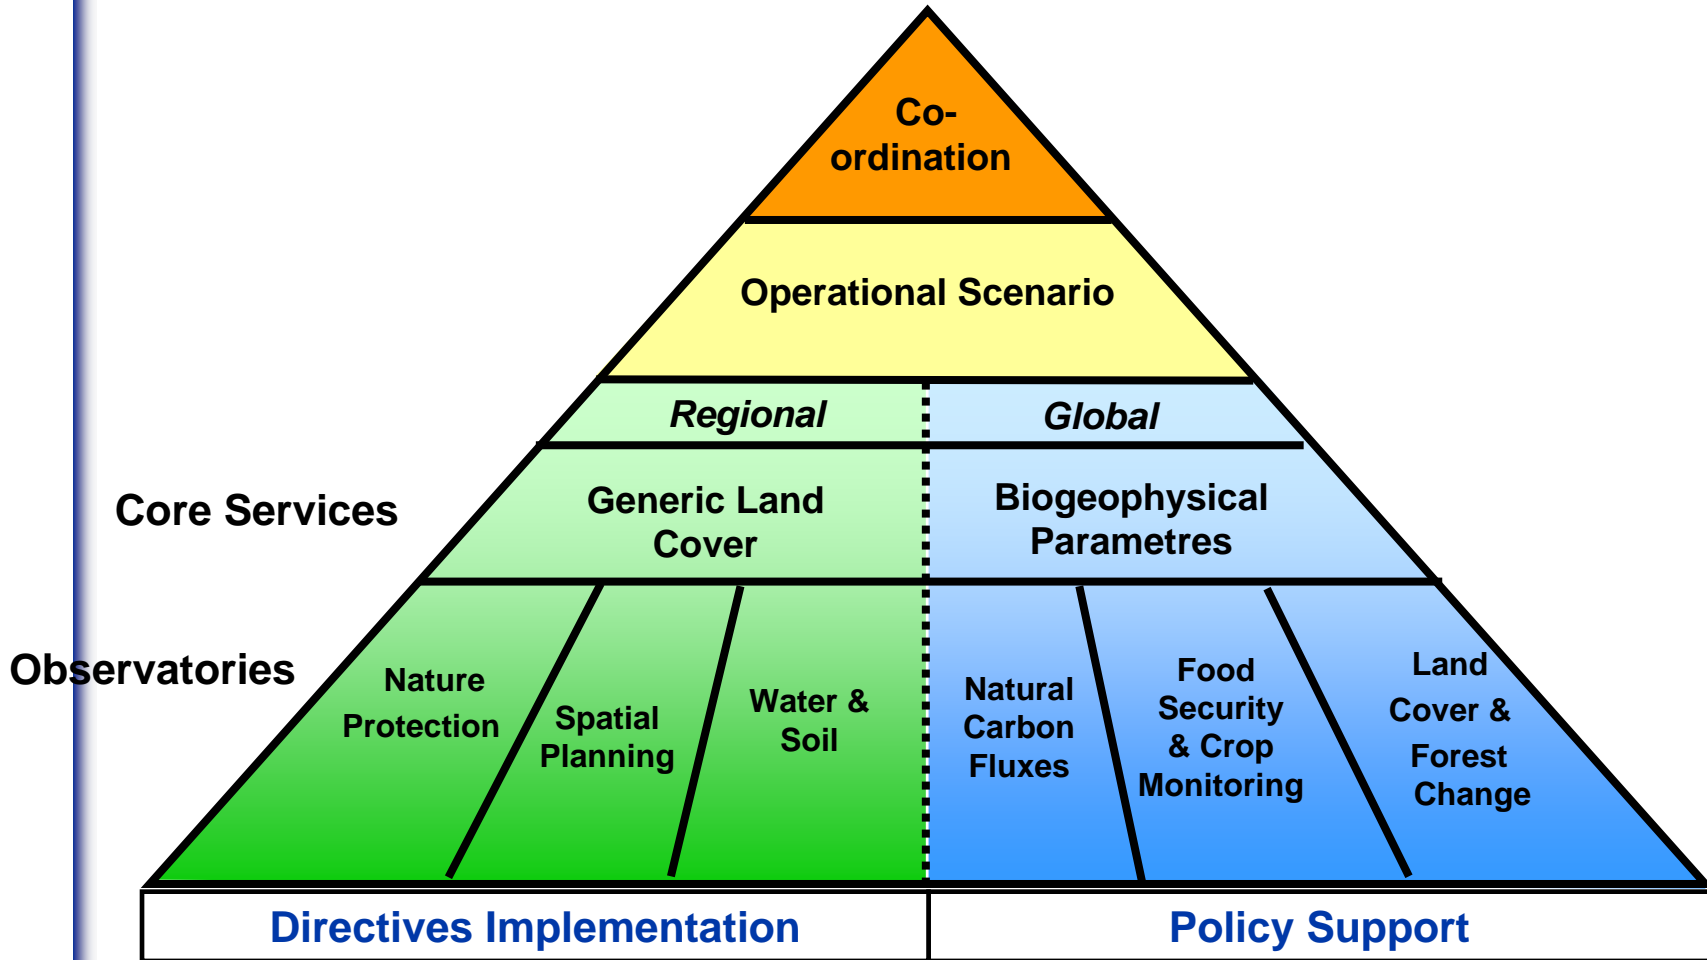 Co-
ordination
Operational Scenario
Regional
Global
Core Services
Generic Land
Cover
Biogeophysical
Parametres
Observatories
Nature
Protection
Spatial
Planning
Water &
Soil
Natural
Carbon
Fluxes
Food
Security
& Crop
Monitoring
Land
Cover &
Forest
Change
Directives Implementation
Policy Support